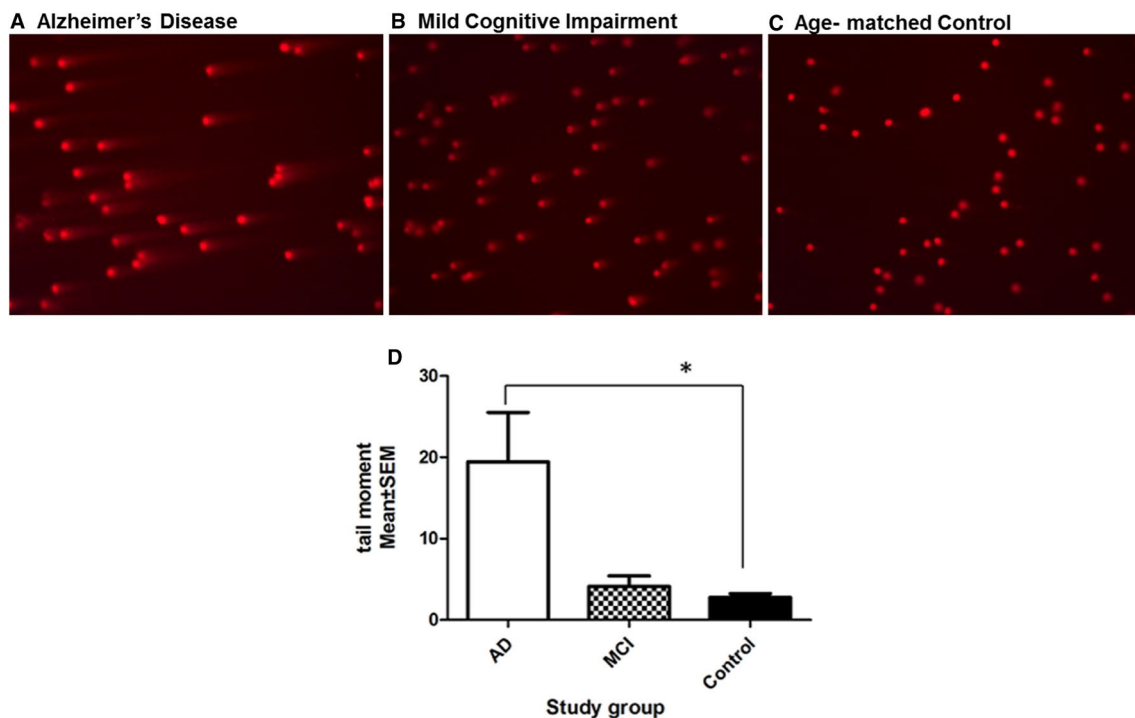 A Alzheimer's Disease
B Mild Cognitive Impairment
C Age- matched Control
D
*
30
20
10
0
tail moment
Mean±SEM
AD
MCI
Control
Study group